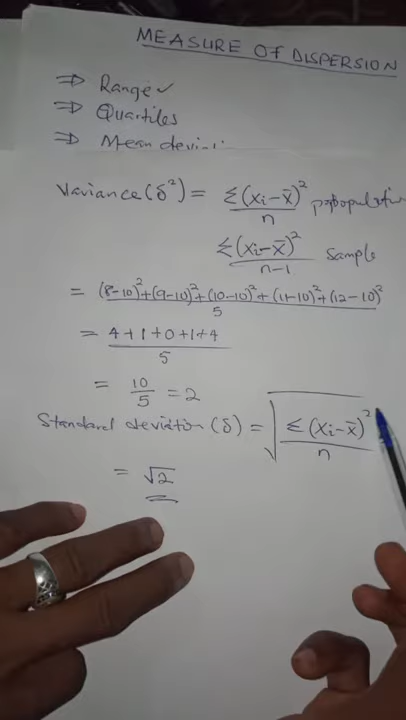 MEASURE OF DISPERSION
⇒ Range ✓
⇒ Quartiles
⇒ Mean devi
Variance (δ²) = Σ(xi-x̄)²/n population
Σ(xi-x̄)²/n-1 sample
= (8-10)²+(9-10)²+(10-10)²+(11-10)²+(12-10)²/5
= 4+1+0+1+4/5
= 10/5 = 2
Standard deviation (δ) = √Σ(xi-x̄)²/n
= √2